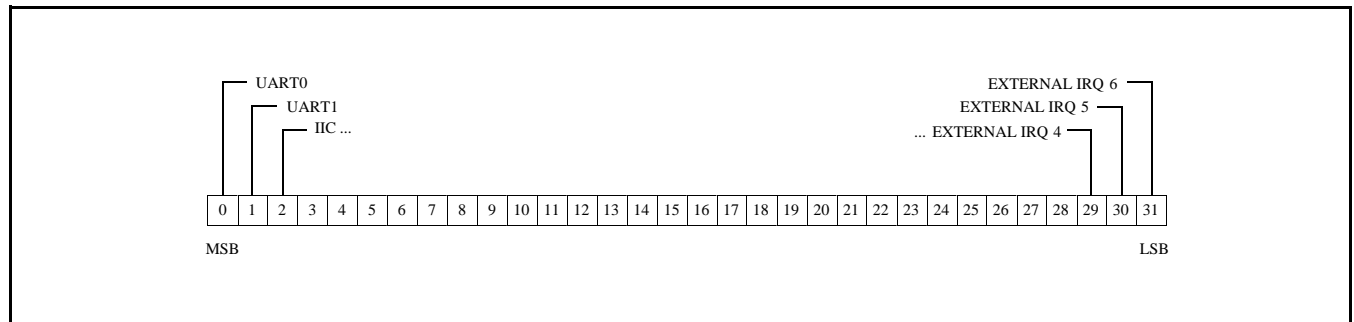 UART0 EXTERNAL IRQ 6
UART1 EXTERNAL IRQ 5
IIC ... ... EXTERNAL IRQ 4
0 1 2 3 4 5 6 7 8 9 10 11 12 13 14 15 16 17 18 19 20 21 22 23 24 25 26 27 28 29 30 31
MSB LSB